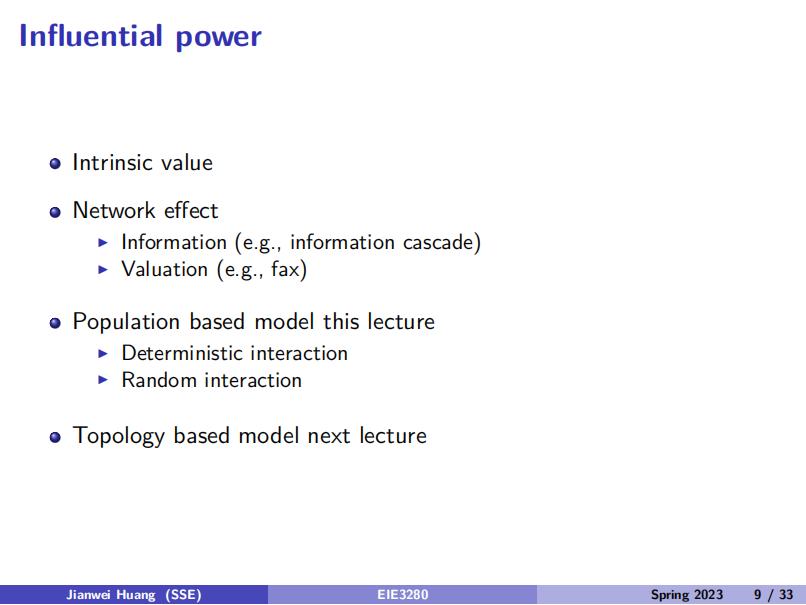 Influential power
Intrinsic value
Network effect
Information (e.g., information cascade)
Valuation (e.g., fax)
Population based model this lecture
Deterministic interaction
Random interaction
Topology based model next lecture
Jianwei Huang (SSE) EIE3280 Spring 2023 9 / 33